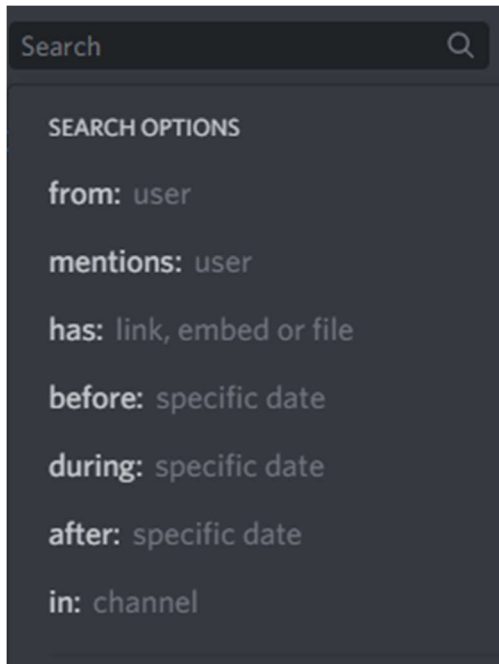 Search
SEARCH OPTIONS
from: user
mentions: user
has: link, embed or file
before: specific date
during: specific date
after: specific date
in: channel